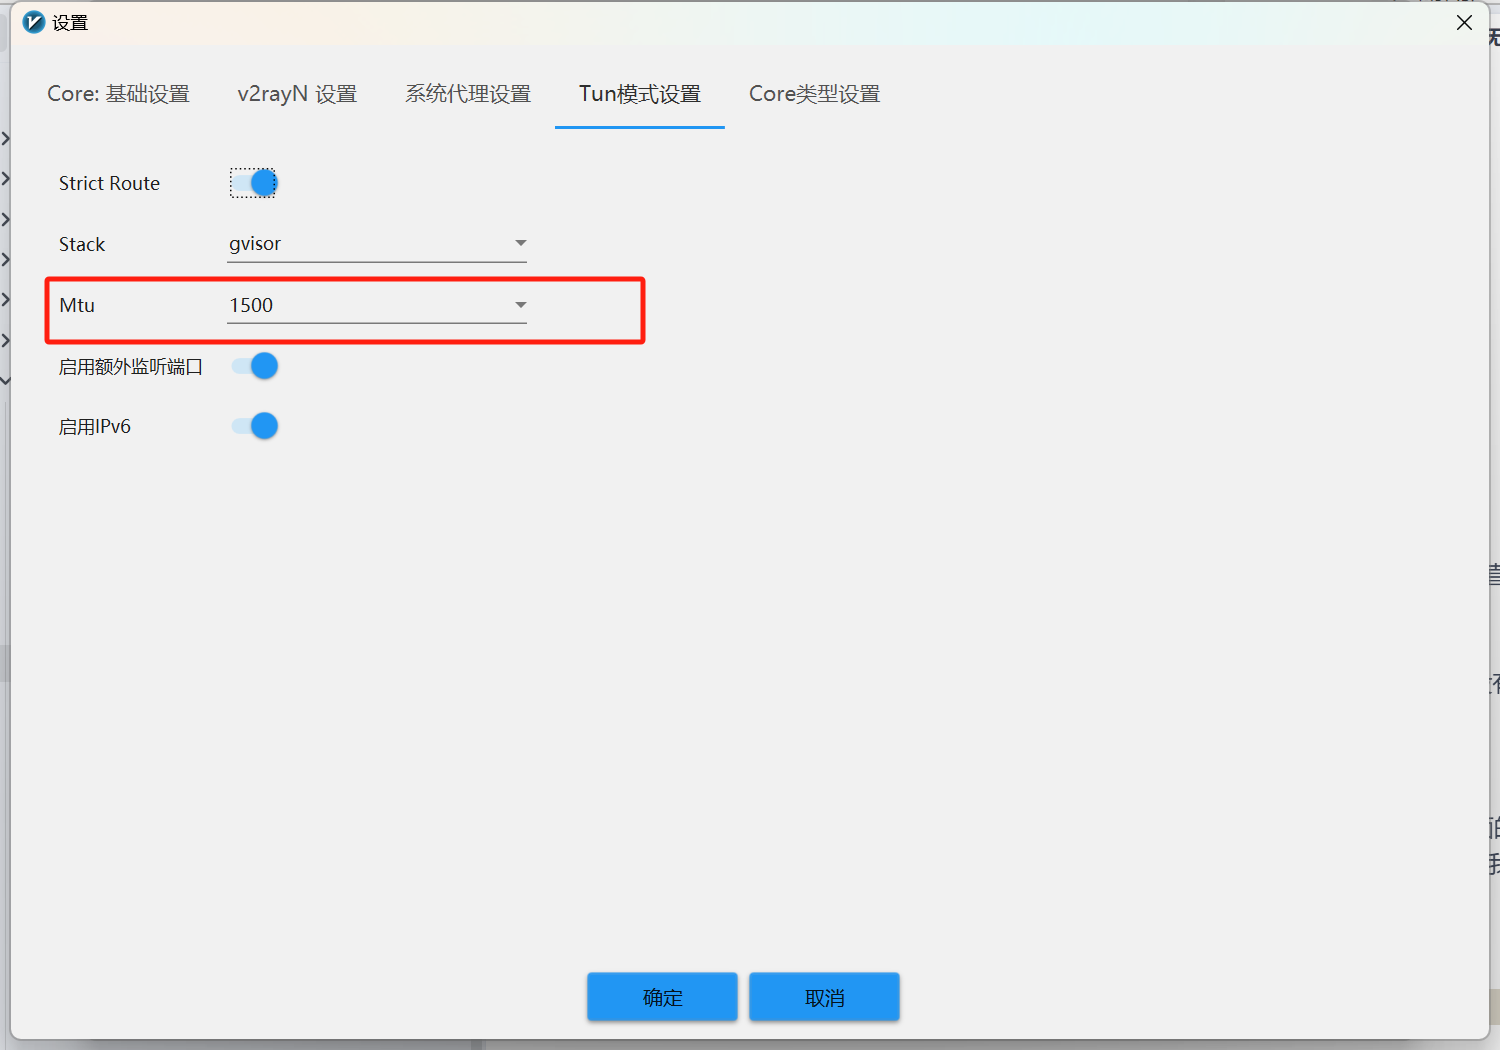 设置
Core: 基础设置 v2rayN 设置 系统代理设置 Tun模式设置 Core类型设置
Strict Route
Stack gvisor
Mtu 1500
启用额外监听端口
启用IPv6
确定 取消